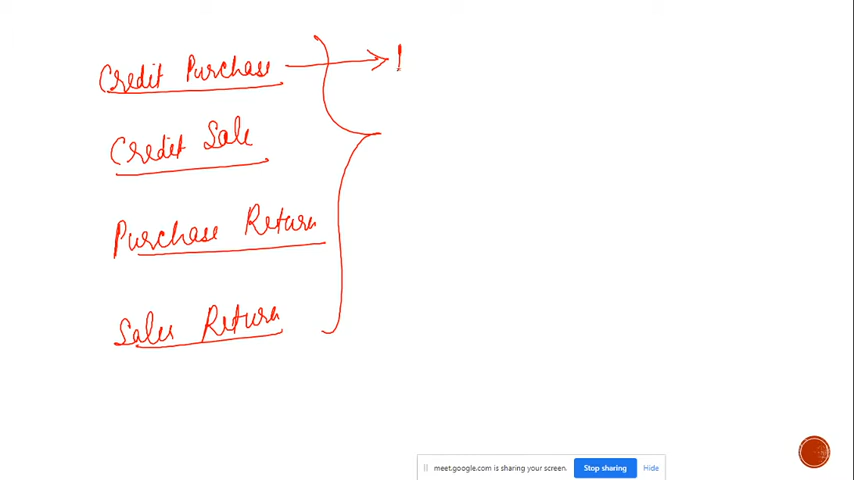 Credit Purchase
Credit Sale
Purchase Return
Sales Return
meet.google.com is sharing your screen. Stop sharing Hide